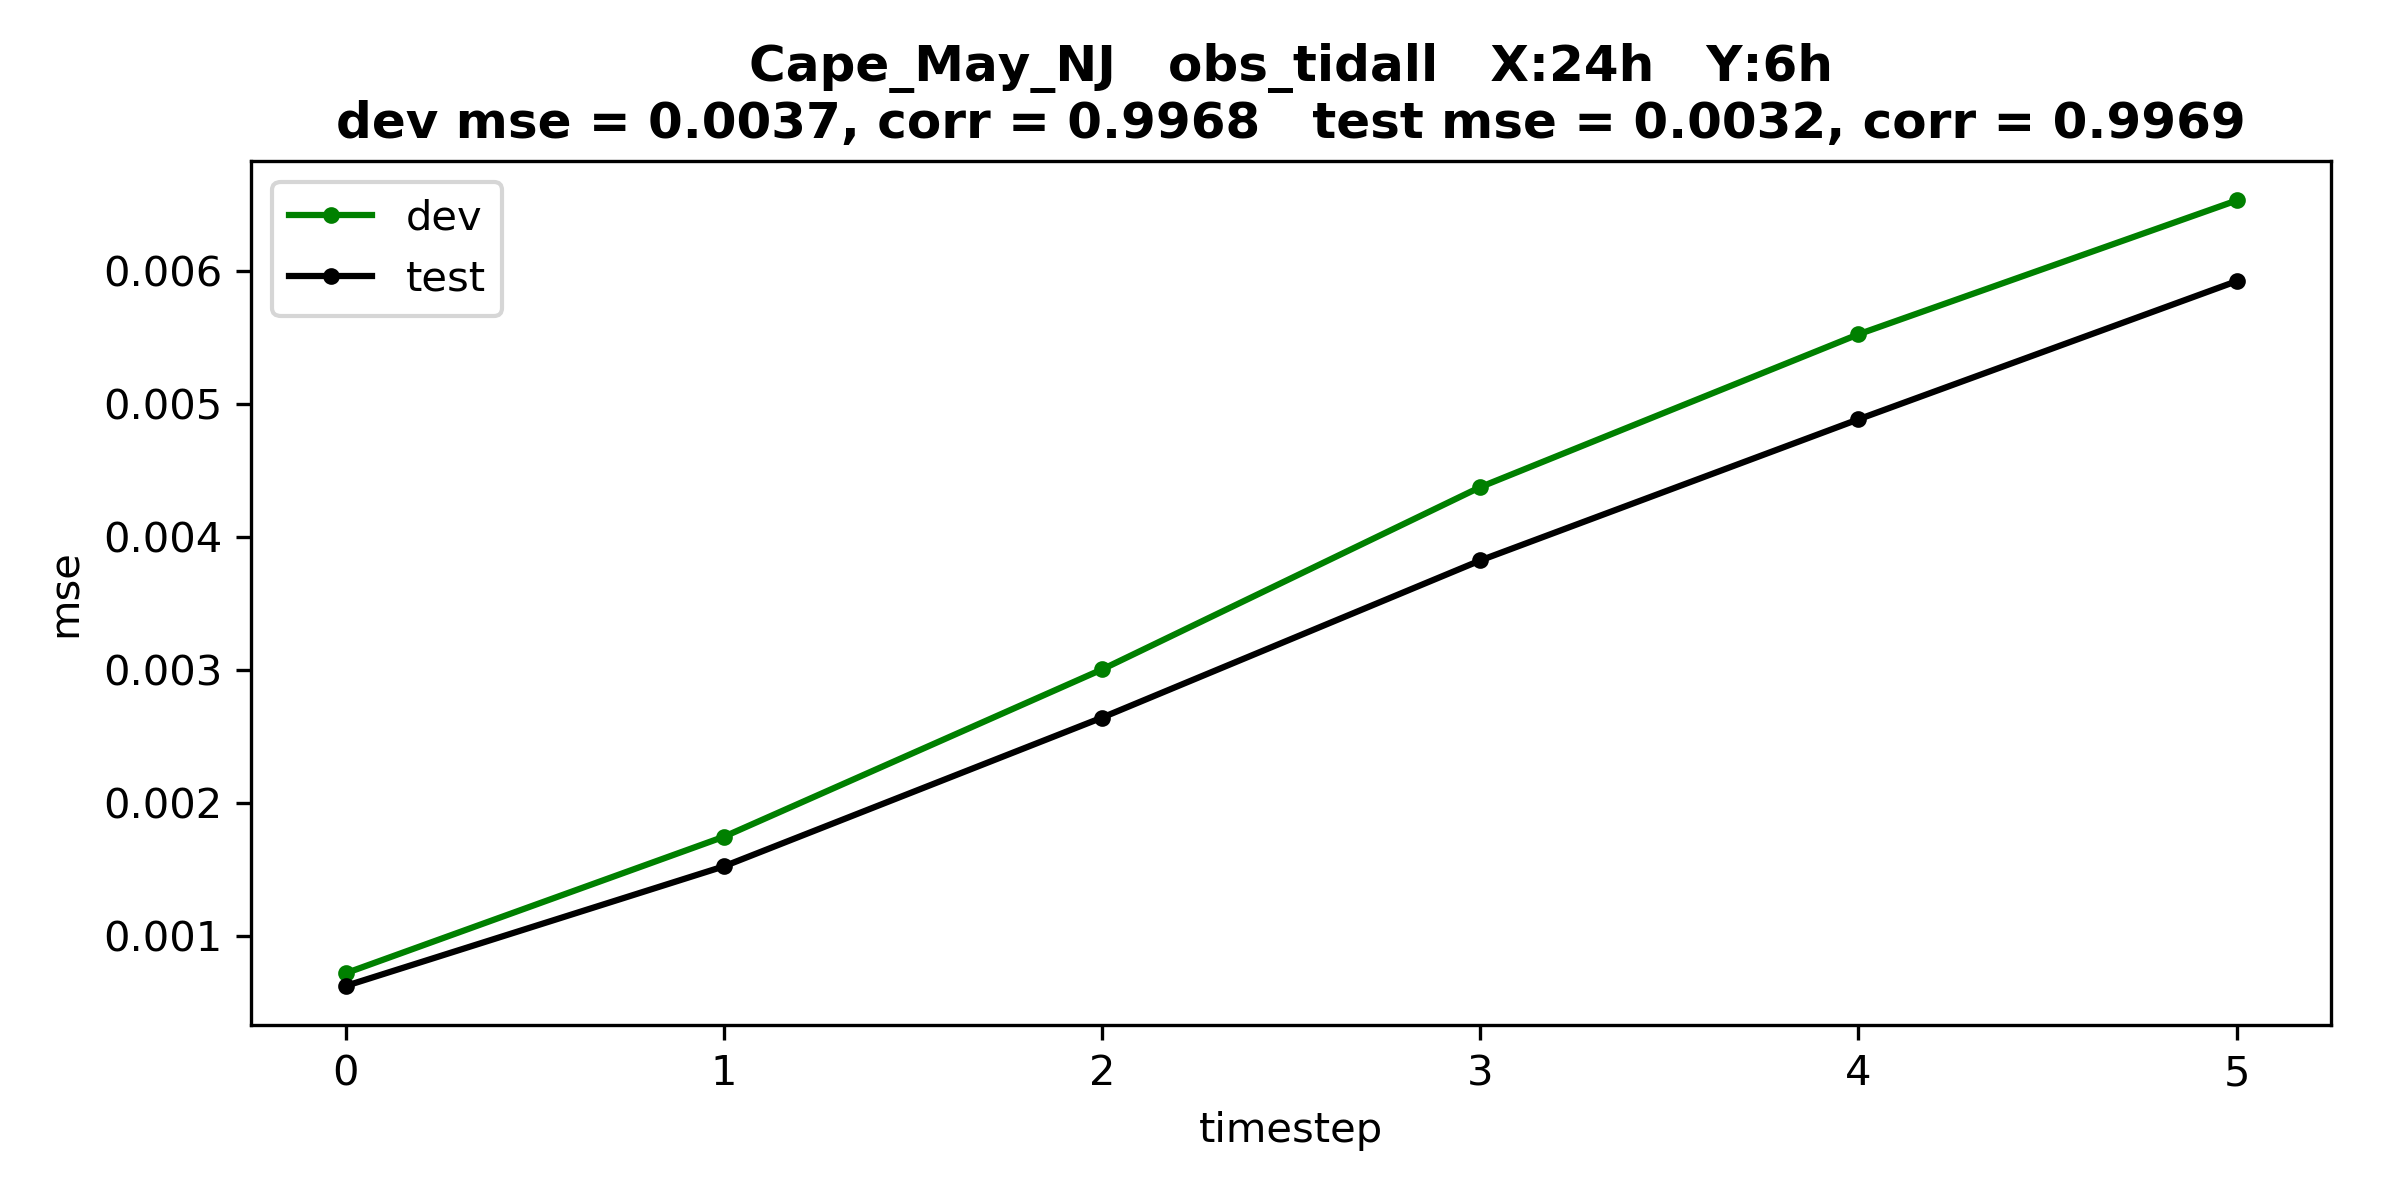 Cape_May_NJ   obs_tidall   X:24h   Y:6h
dev mse = 0.0037, corr = 0.9968   test mse = 0.0032, corr = 0.9969
dev
test
0.006
0.005
0.004
0.003
0.002
0.001
mse
0 1 2 3 4 5
timestep